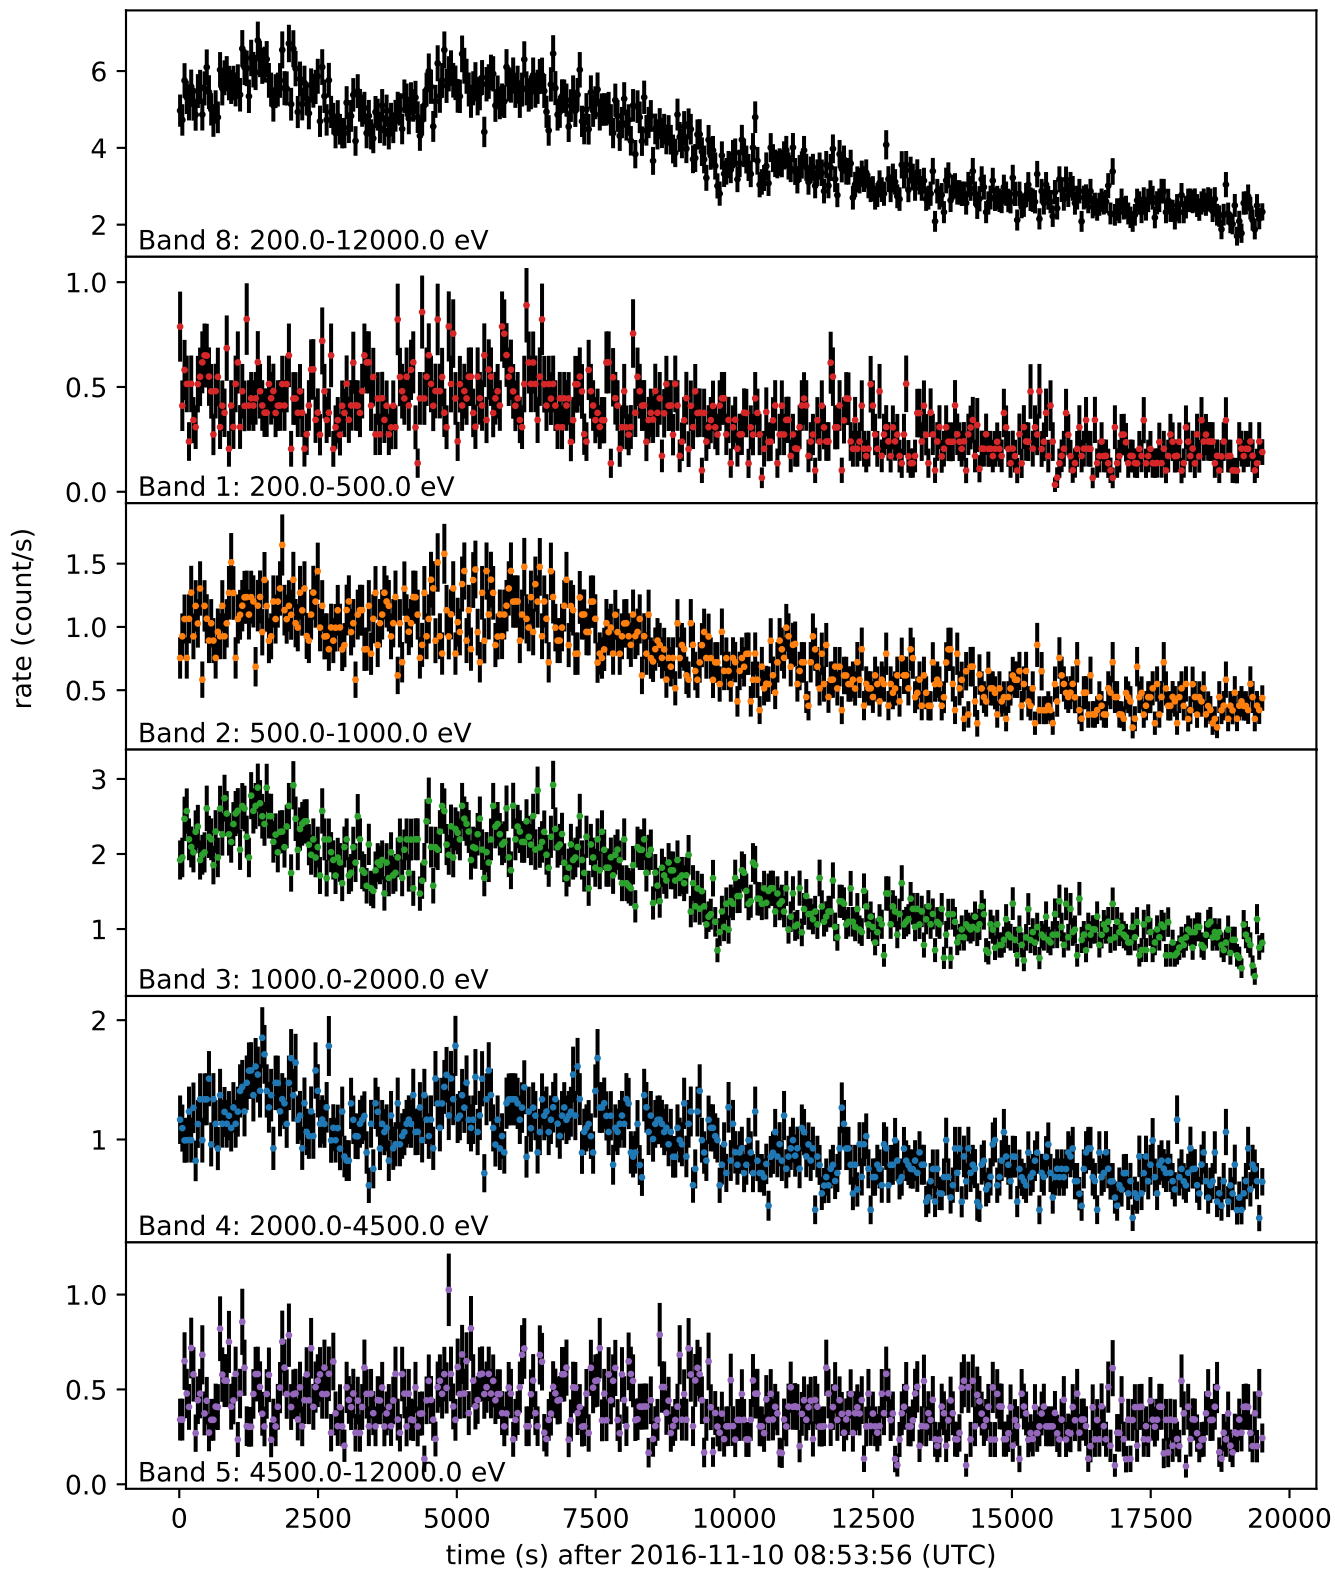 6
4
2
Band 8: 200.0-12000.0 eV
1.0
0.5
0.0
Band 1: 200.0-500.0 eV
1.5
1.0
0.5
Band 2: 500.0-1000.0 eV
rate (count/s)
3
2
1
Band 3: 1000.0-2000.0 eV
2
1
Band 4: 2000.0-4500.0 eV
1.0
0.5
0.0
Band 5: 4500.0-12000.0 eV
0 2500 5000 7500 10000 12500 15000 17500 20000
time (s) after 2016-11-10 08:53:56 (UTC)